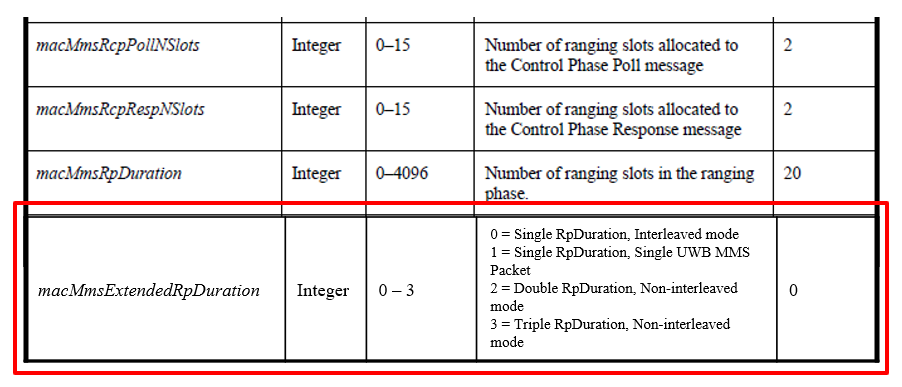 macMmsRcpPollNSlots Integer 0–15 Number of ranging slots allocated to 2
the Control Phase Poll message
macMmsRcpRespNSlots Integer 0–15 Number of ranging slots allocated to 2
the Control Phase Response message
macMmsRpDuration Integer 0–4096 Number of ranging slots in the ranging 20
phase.
macMmsExtendedRpDuration Integer 0 – 3 0 = Single RpDuration, Interleaved mode 0
1 = Single RpDuration, Single UWB MMS
Packet
2 = Double RpDuration, Non-interleaved
mode
3 = Triple RpDuration, Non-interleaved
mode